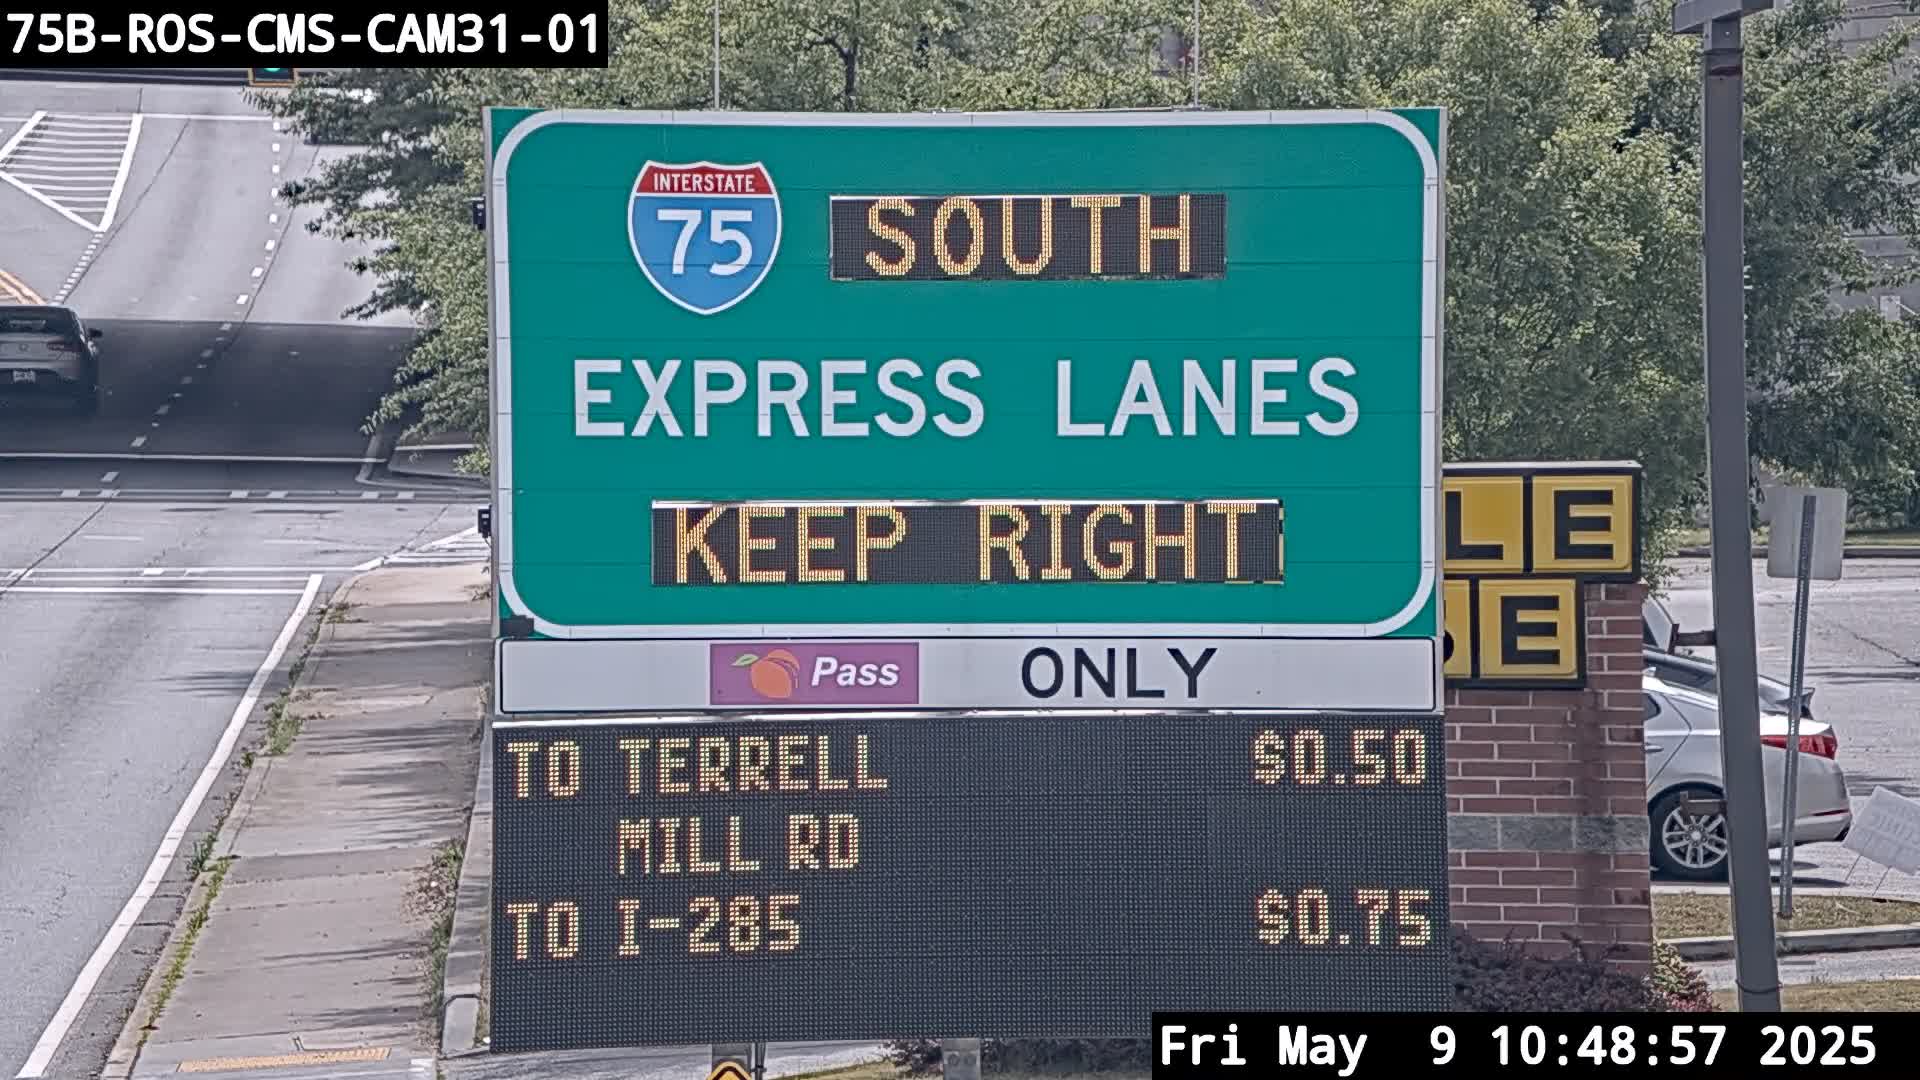 75B-ROS-CMS-CAM31-01
INTERSTATE
75
SOUTH
EXPRESS LANES
KEEP RIGHT
LE
E
Pass ONLY
TO TERRELL $0.50
MILL RD
TO I-285 $0.75
Fri May 9 10:48:57 2025